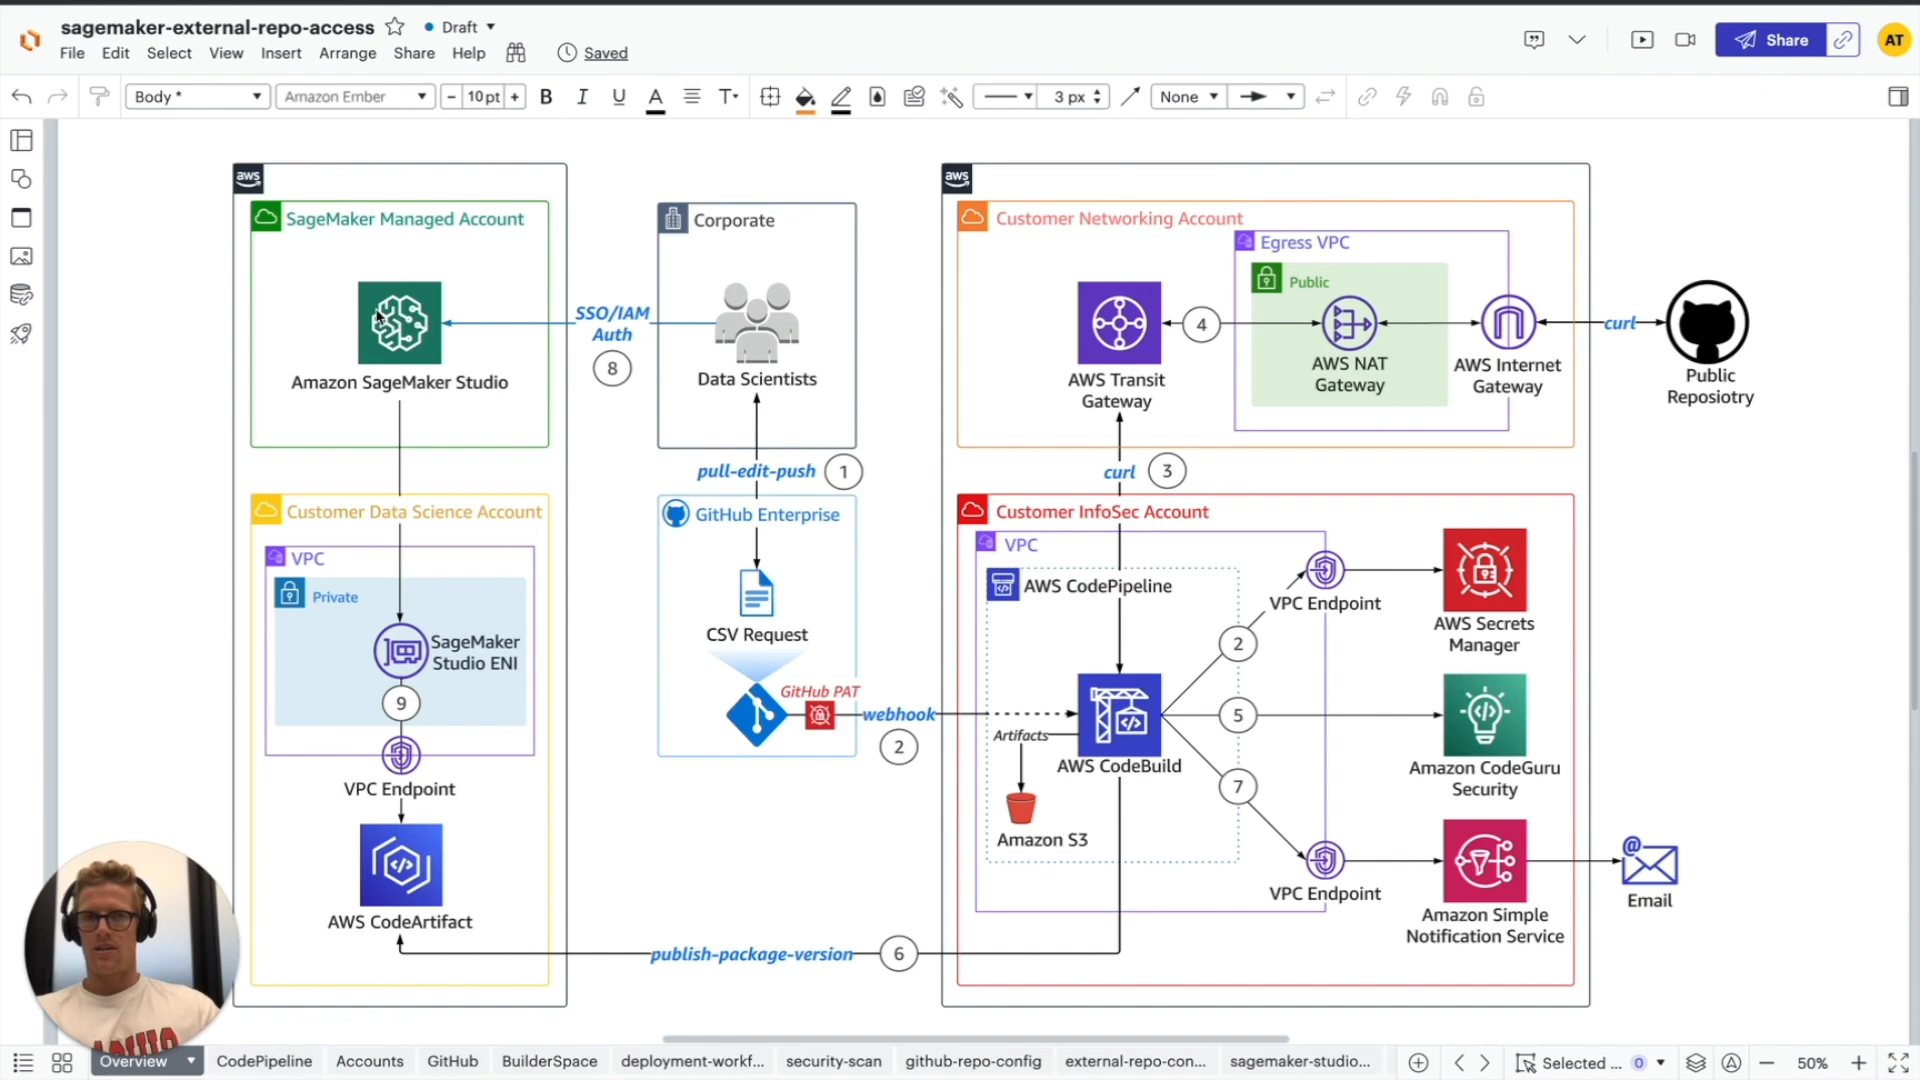 sagemaker-external-repo-access
Draft
File Edit Select View Insert Arrange Share Help Saved
Share
AT
Body *
Amazon Ember
- 10 pt +
B I U A T
3 px
None
aws
SageMaker Managed Account
Amazon SageMaker Studio
SSO/IAM
Auth
8
Corporate
Data Scientists
pull-edit-push 1
aws
Customer Networking Account
Egress VPC
Public
AWS Transit
Gateway
4
AWS NAT
Gateway
AWS Internet
Gateway
curl
Public
Reposiotry
curl 3
Customer Data Science Account
VPC
Private
SageMaker
Studio ENI
9
VPC Endpoint
AWS CodeArtifact
GitHub Enterprise
CSV Request
GitHub PAT
webhook
2
Customer InfoSec Account
VPC
AWS CodePipeline
Artifacts
AWS CodeBuild
Amazon S3
2
5
7
VPC Endpoint
AWS Secrets
Manager
Amazon CodeGuru
Security
VPC Endpoint
Amazon Simple
Notification Service
@
Email
publish-package-version 6
Overview CodePipeline Accounts GitHub BuilderSpace deployment-workf... security-scan github-repo-config external-repo-con... sagemaker-studio... Selected ... 0 50%